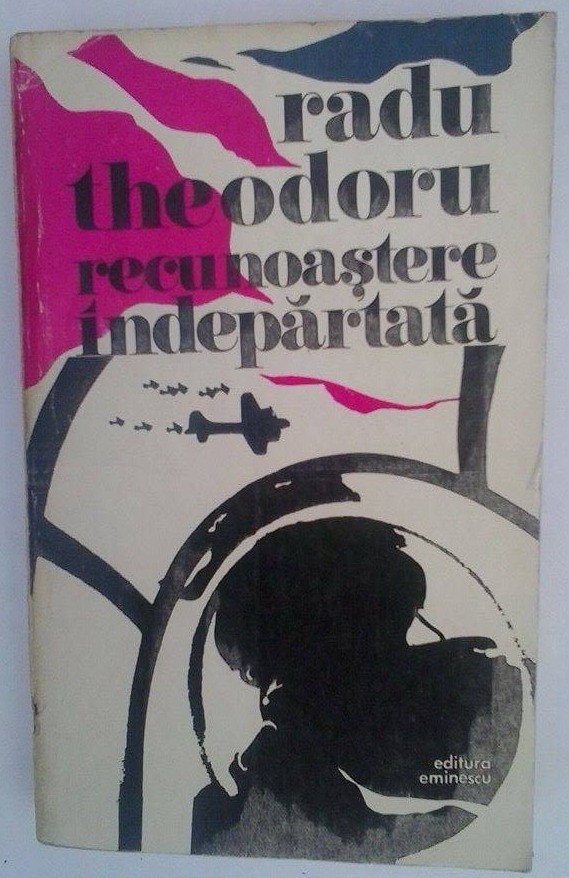 radu
theodoru
recunoaştere
îndepărtată
editura
eminescu